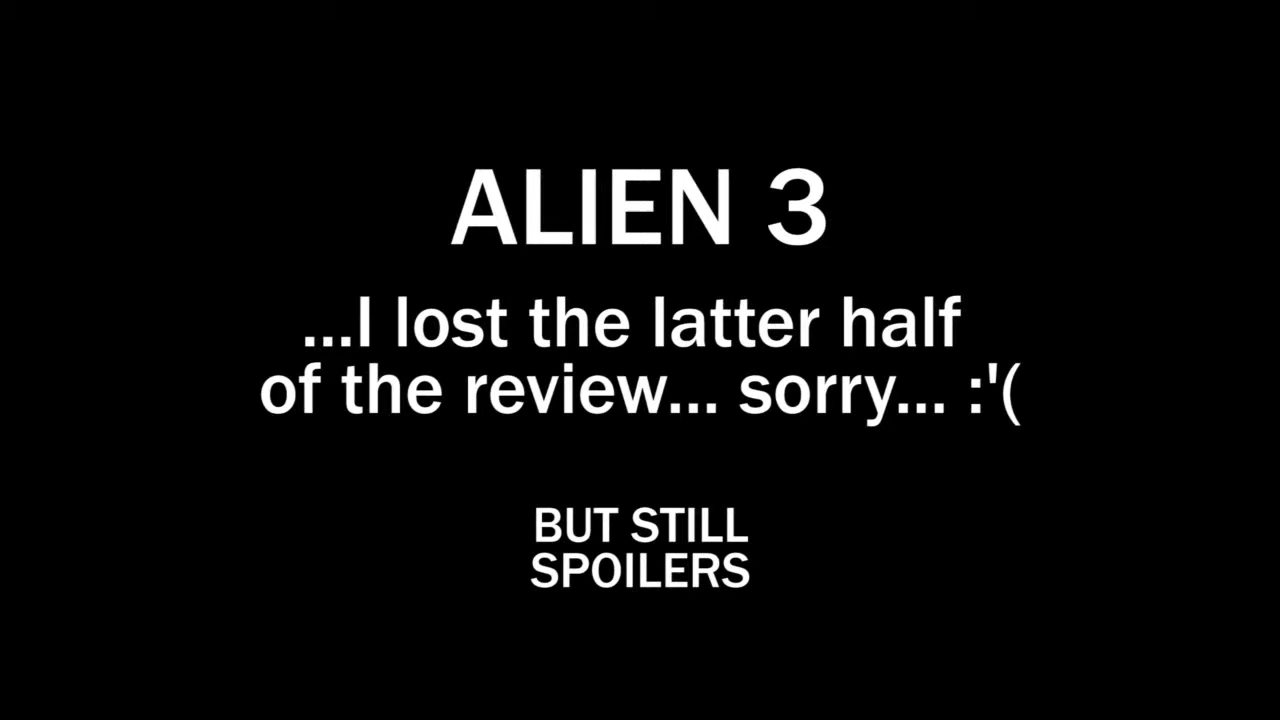 ALIEN 3
...I lost the latter half
of the review... sorry... :'(
BUT STILL
SPOILERS